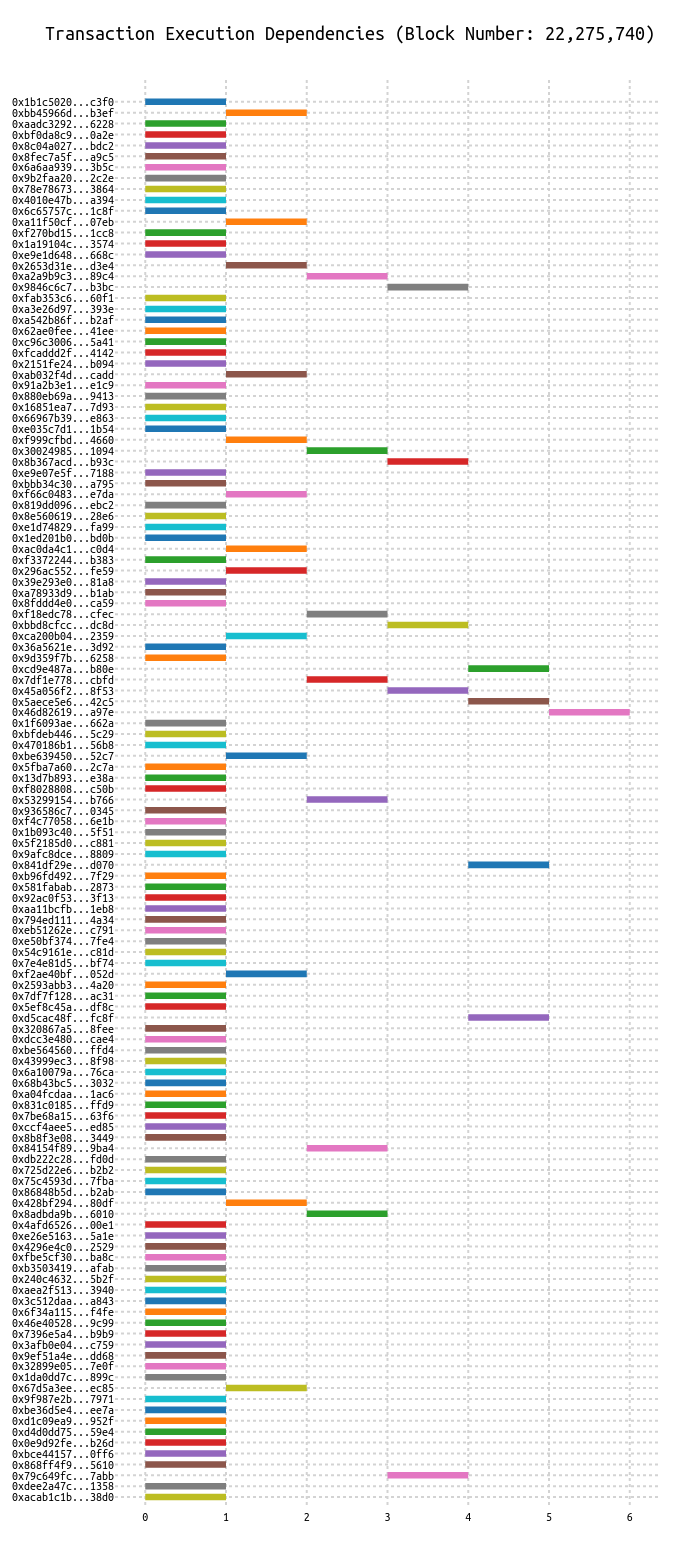 Transaction Execution Dependencies (Block Number: 22,275,740)
0x1b1c5020...c3f0
0xbb45966d...b3ef
0xaadc3292...6228
0xbf0da8c9...0a2e
0x8c04a027...bdc2
0x8fec7a5f...a9c5
0x6a6aa939...3b5c
0x9b2faa20...2c2e
0x78e78673...3864
0x4010e47b...a394
0x6c65757c...1c8f
0xa11f50cf...07eb
0xf270bd15...1cc8
0x1a19104c...3574
0xe9e1d648...668c
0x2653d31e...d3e4
0xa2a9b9c3...89c4
0x9846c6c7...b3bc
0xfab353c6...60f1
0xa3e26d97...393e
0xa542b86f...b2af
0x62ae0fee...41ee
0xc96c3006...5a41
0xfcaddd2f...4142
0x2151fe24...b094
0xab032f4d...cadd
0x91a2b3e1...e1c9
0x880eb69a...9413
0x16851ea7...7d93
0x66967b39...e863
0xe035c7d1...1b54
0xf999cfbd...4660
0x30024985...1094
0x8b367acd...b93c
0xe9e07e5f...7188
0xbbb34c30...a795
0xf66c0483...e7da
0x819dd096...ebc2
0x8e560619...28e6
0xe1d74829...fa99
0x1ed201b0...bd0b
0xac0da4c1...c0d4
0xf3372244...b383
0x296ac552...fe59
0x39e293e0...81a8
0xa78933d9...b1ab
0x8fddd4e0...ca59
0xf18edc78...cfec
0xbbd8cfcc...dc8d
0xca200b04...2359
0x36a5621e...3d92
0x9d359f7b...6258
0xcd9e487a...b80e
0x7df1e778...cbfd
0x45a056f2...8f53
0x5aece5e6...42c5
0x46d82619...a97e
0x1f6093ae...662a
0xbfdeb446...5c29
0x470186b1...56b8
0xbe639450...52c7
0x5fba7a60...2c7a
0x13d7b893...e38a
0xf8028808...c50b
0x53299154...b766
0x936586c7...0345
0xf4c77058...6e1b
0x1b093c40...5f51
0x5f2185d0...c881
0x9afc8dce...8809
0x841df29e...d070
0xb96fd492...7f29
0x581fabab...2873
0x92ac0f53...3f13
0xaa11bcfb...1eb8
0x794ed111...4a34
0xeb51262e...c791
0xe50bf374...7fe4
0x54c9161e...c81d
0x7e4e81d5...bf74
0xf2ae40bf...052d
0x2593abb3...4a20
0x7df7f128...ac31
0x5ef8c45a...df8c
0xd5cac48f...fc8f
0x320867a5...8fee
0xdcc3e480...cae4
0xbe564560...ffd4
0x43999ec3...8f98
0x6a10079a...76ca
0x68b43bc5...3032
0xa04fcdaa...1ac6
0x831c0185...ffd9
0x7be68a15...63f6
0xccf4aee5...ed85
0x8b8f3e08...3449
0x84154f89...9ba4
0xdb222c28...fd0d
0x725d22e6...b2b2
0x75c4593d...7fba
0x86848b5d...b2ab
0x428bf294...80df
0x8adbda9b...6010
0x4afd6526...00e1
0xe26e5163...5a1e
0x4296e4c0...2529
0xfbe5cf30...ba8c
0xb3503419...afab
0x240c4632...5b2f
0xaea2f513...3940
0x3c512daa...a843
0x6f34a115...f4fe
0x46e40528...9c99
0x7396e5a4...b9b9
0x3afb0e04...c759
0x9ef51a4e...dd68
0x32899e05...7e0f
0x1da0dd7c...899c
0x67d5a3ee...ec85
0x9f987e2b...7971
0xbe36d5e4...ee7a
0xd1c09ea9...952f
0xd4d0dd75...59e4
0x0e9d92fe...b26d
0xbce44157...0ff6
0x868ff4f9...5610
0x79c649fc...7abb
0xdee2a47c...1358
0xacab1c1b...38d0
0 1 2 3 4 5 6